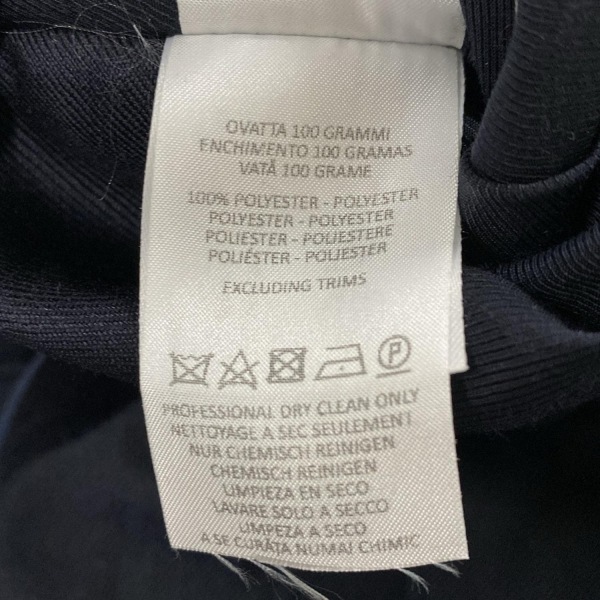 OVATTA 100 GRAMMI
ENCHIMENTO 100 GRAMAS
VATĂ 100 GRAME
100% POLYESTER - POLYESTER
POLYESTER - POLYESTER
POLIESTER - POLIESTERE
POLIÉSTER - POLIESTER
EXCLUDING TRIMS
P
PROFESSIONAL DRY CLEAN ONLY
NETTOYAGE A SEC SEULEMENT
NUR CHEMISCH REINIGEN
CHEMISCH REINIGEN
LIMPIEZA EN SECO
LAVARE SOLO A SECCO
LIMPEZA A SECO
A SE CURĂTA NUMAI CHIMIC